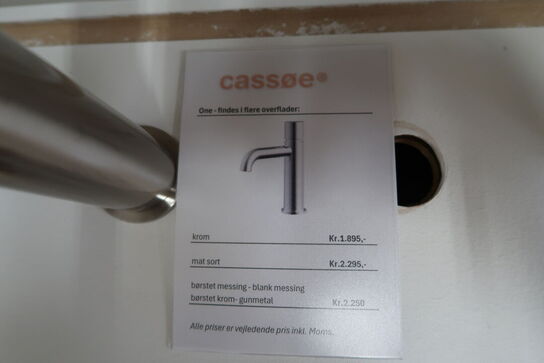 cassøe®
One - findes i flere overflader:
krom Kr.1.895,-
mat sort Kr.2.295,-
børstet messing - blank messing
børstet krom- gunmetal Kr.2.250
Alle priser er vejledende pris inkl. Moms.